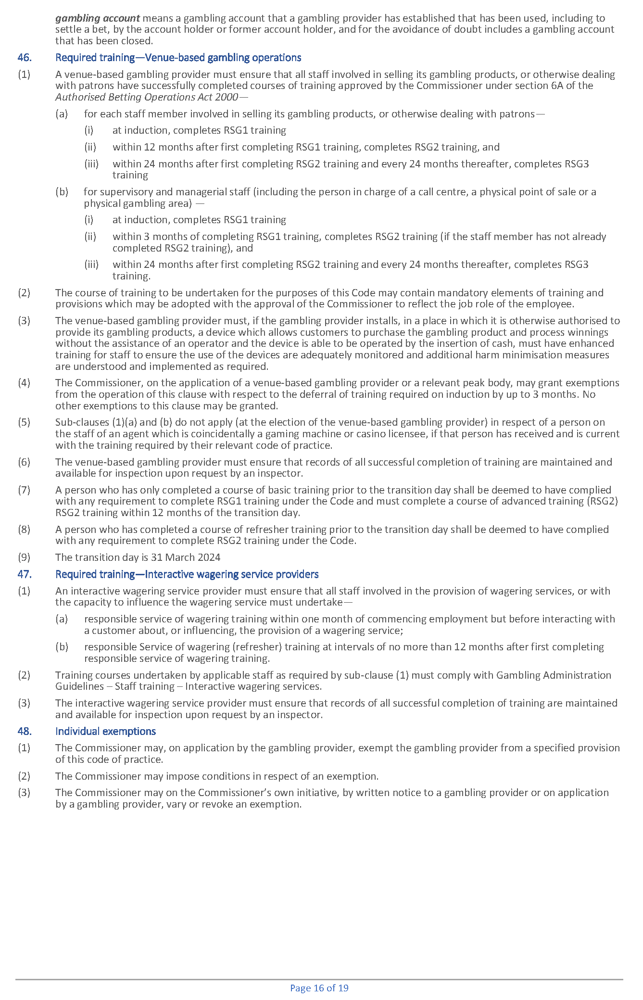 gambling account means a gambling account that a gambling provider has established that has been used, including to
settle a bet, by the account holder or former account holder, and for the avoidance of doubt includes a gambling account
that has been closed.
46. Required training—Venue-based gambling operations
(1) A venue-based gambling provider must ensure that all staff involved in selling its gambling products, or otherwise dealing
with patrons have successfully completed courses of training approved by the Commissioner under section 6A of the
Authorised Betting Operations Act 2000—
(a) for each staff member involved in selling its gambling products, or otherwise dealing with patrons—
(i) at induction, completes RSG1 training
(ii) within 12 months after first completing RSG1 training, completes RSG2 training, and
(iii) within 24 months after first completing RSG2 training and every 24 months thereafter, completes RSG3
training
(b) for supervisory and managerial staff (including the person in charge of a call centre, a physical point of sale or a
physical gambling area) —
(i) at induction, completes RSG1 training
(ii) within 3 months of completing RSG1 training, completes RSG2 training (if the staff member has not already
completed RSG2 training), and
(iii) within 24 months after first completing RSG2 training and every 24 months thereafter, completes RSG3
training.
(2) The course of training to be undertaken for the purposes of this Code may contain mandatory elements of training and
provisions which may be adopted with the approval of the Commissioner to reflect the job role of the employee.
(3) The venue-based gambling provider must, if the gambling provider installs, in a place in which it is otherwise authorised to
provide its gambling products, a device which allows customers to purchase the gambling product and process winnings
without the assistance of an operator and the device is able to be operated by the insertion of cash, must have enhanced
training for staff to ensure the use of the devices are adequately monitored and additional harm minimisation measures
are understood and implemented as required.
(4) The Commissioner, on the application of a venue-based gambling provider or a relevant peak body, may grant exemptions
from the operation of this clause with respect to the deferral of training required on induction by up to 3 months. No
other exemptions to this clause may be granted.
(5) Sub-clauses (1)(a) and (b) do not apply (at the election of the venue-based gambling provider) in respect of a person on
the staff of an agent which is coincidentally a gaming machine or casino licensee, if that person has received and is current
with the training required by their relevant code of practice.
(6) The venue-based gambling provider must ensure that records of all successful completion of training are maintained and
available for inspection upon request by an inspector.
(7) A person who has only completed a course of basic training prior to the transition day shall be deemed to have complied
with any requirement to complete RSG1 training under the Code and must complete a course of advanced training (RSG2)
RSG2 training within 12 months of the transition day.
(8) A person who has completed a course of refresher training prior to the transition day shall be deemed to have complied
with any requirement to complete RSG2 training under the Code.
(9) The transition day is 31 March 2024
47. Required training—Interactive wagering service providers
(1) An interactive wagering service provider must ensure that all staff involved in the provision of wagering services, or with
the capacity to influence the wagering service must undertake—
(a) responsible service of wagering training within one month of commencing employment but before interacting with
a customer about, or influencing, the provision of a wagering service;
(b) responsible Service of wagering (refresher) training at intervals of no more than 12 months after first completing
responsible service of wagering training.
(2) Training courses undertaken by applicable staff as required by sub-clause (1) must comply with Gambling Administration
Guidelines – Staff training – Interactive wagering services.
(3) The interactive wagering service provider must ensure that records of all successful completion of training are maintained
and available for inspection upon request by an inspector.
48. Individual exemptions
(1) The Commissioner may, on application by the gambling provider, exempt the gambling provider from a specified provision
of this code of practice.
(2) The Commissioner may impose conditions in respect of an exemption.
(3) The Commissioner may on the Commissioner’s own initiative, by written notice to a gambling provider or on application
by a gambling provider, vary or revoke an exemption.
Page 16 of 19